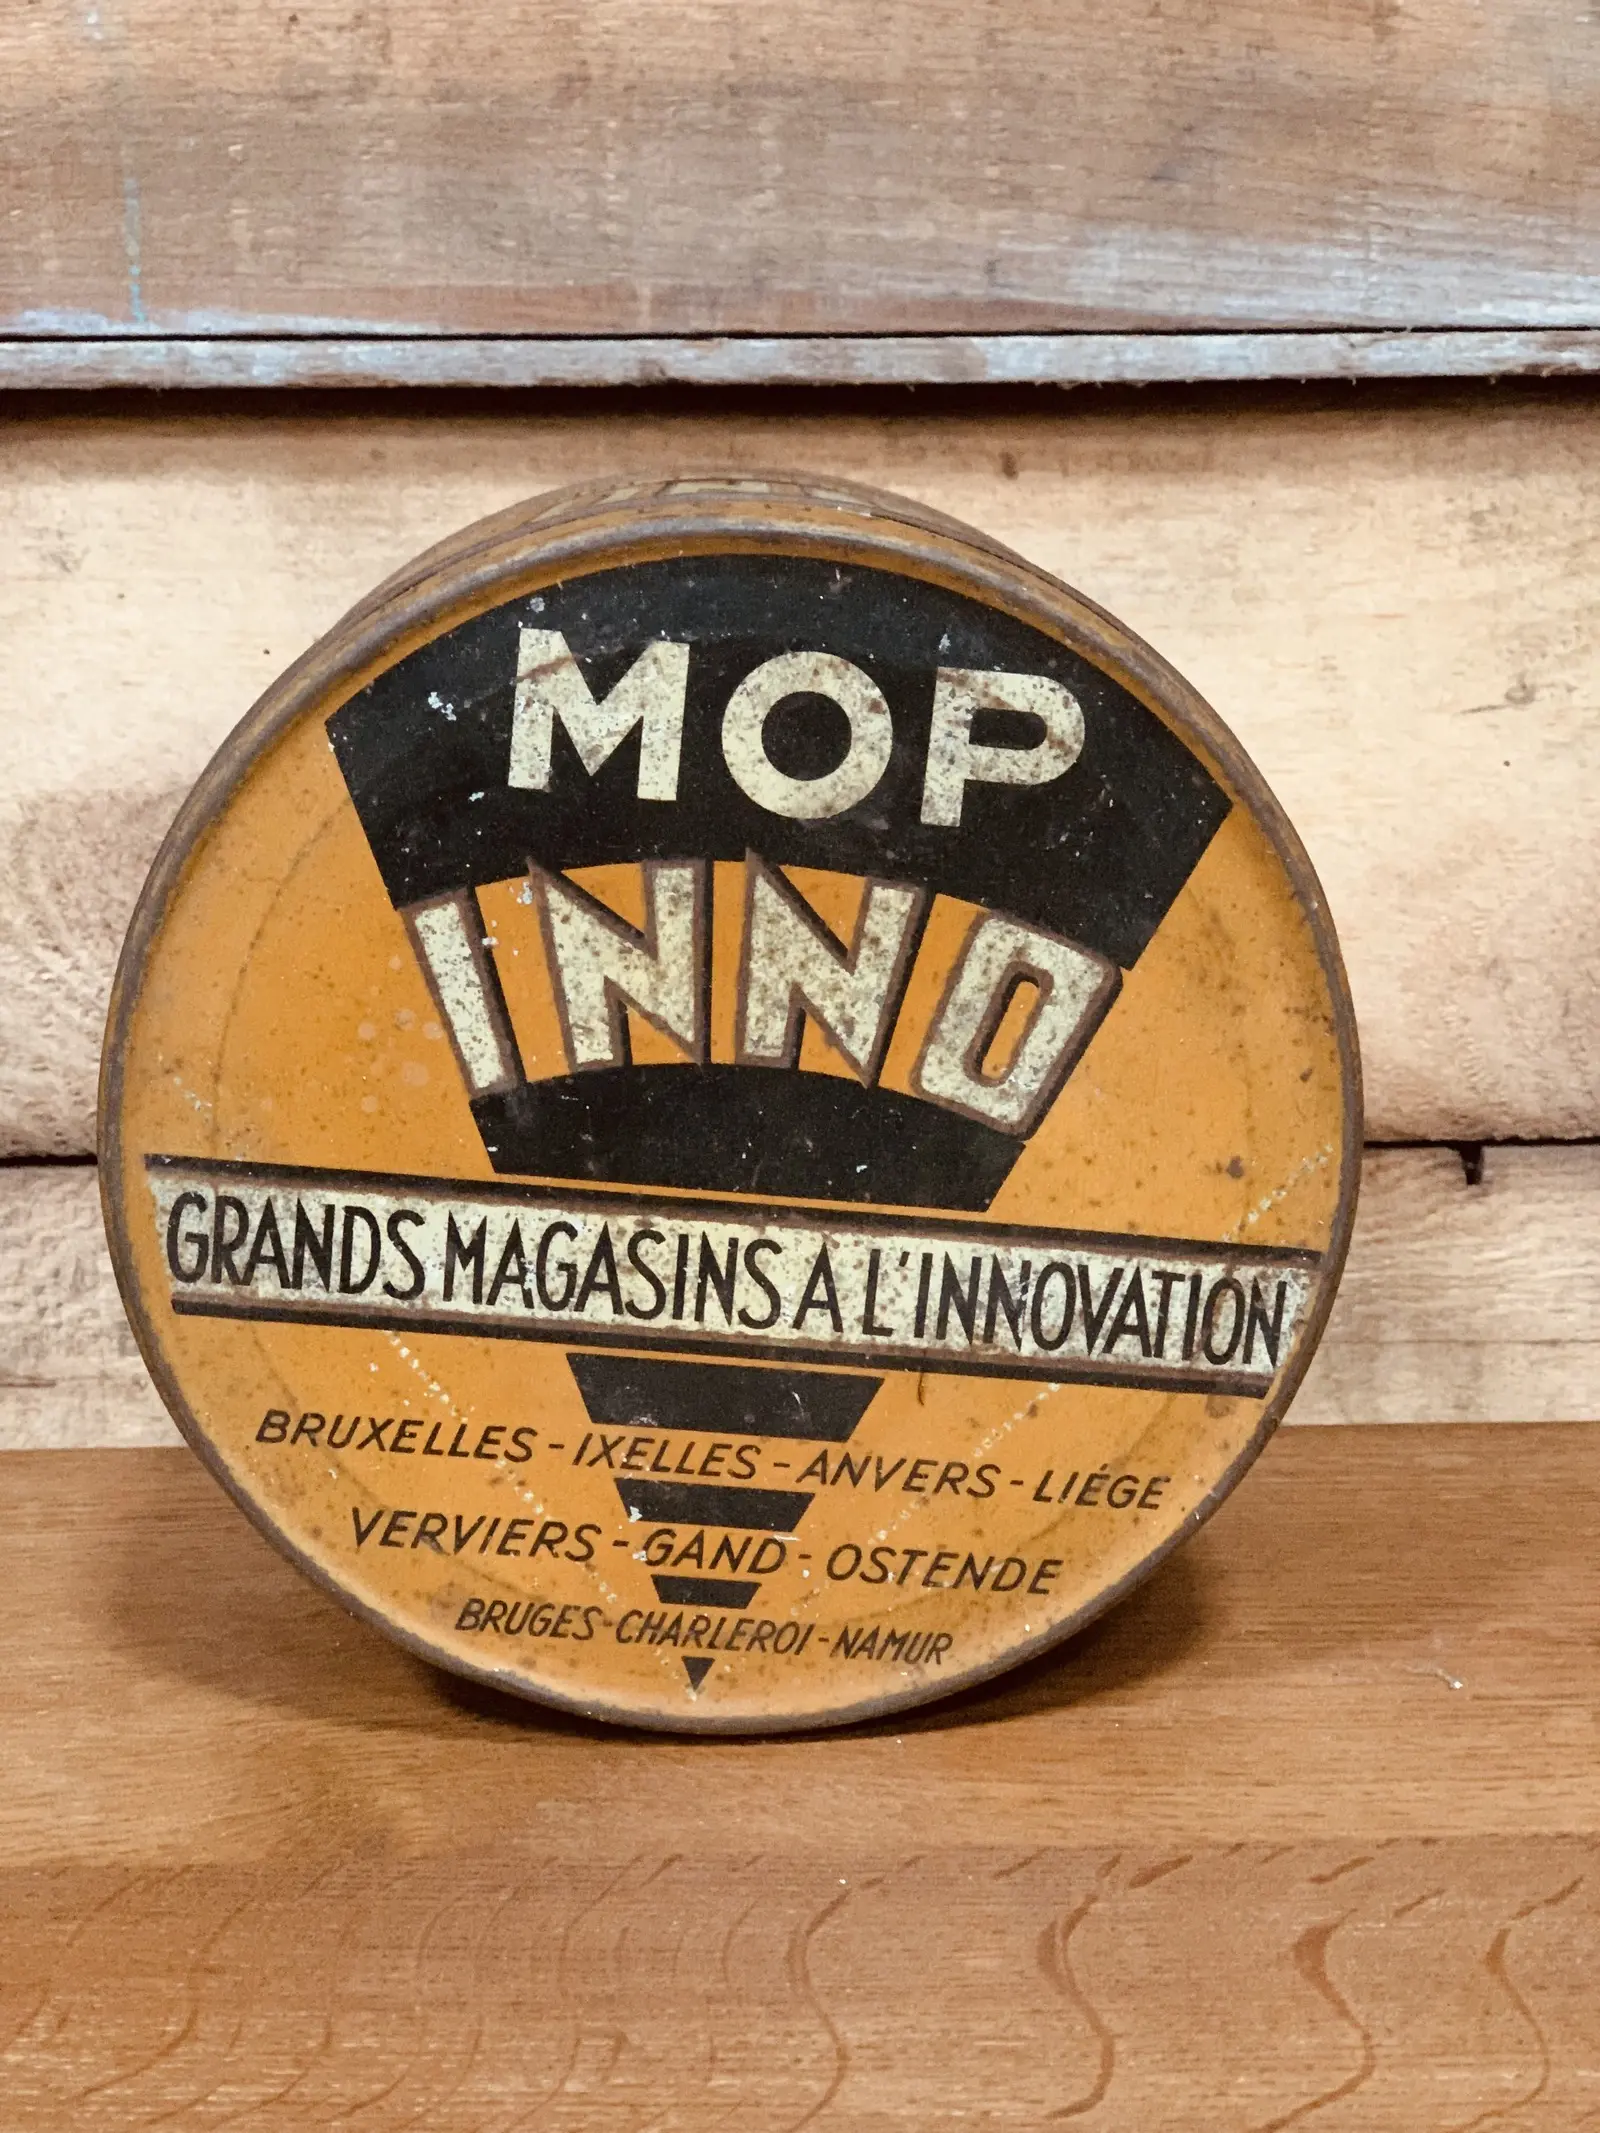 MOP
INNO
GRANDS MAGASINS A L'INNOVATION
BRUXELLES - IXELLES - ANVERS - LIÉGE
VERVIERS - GAND - OSTENDE
BRUGES - CHARLEROI - NAMUR